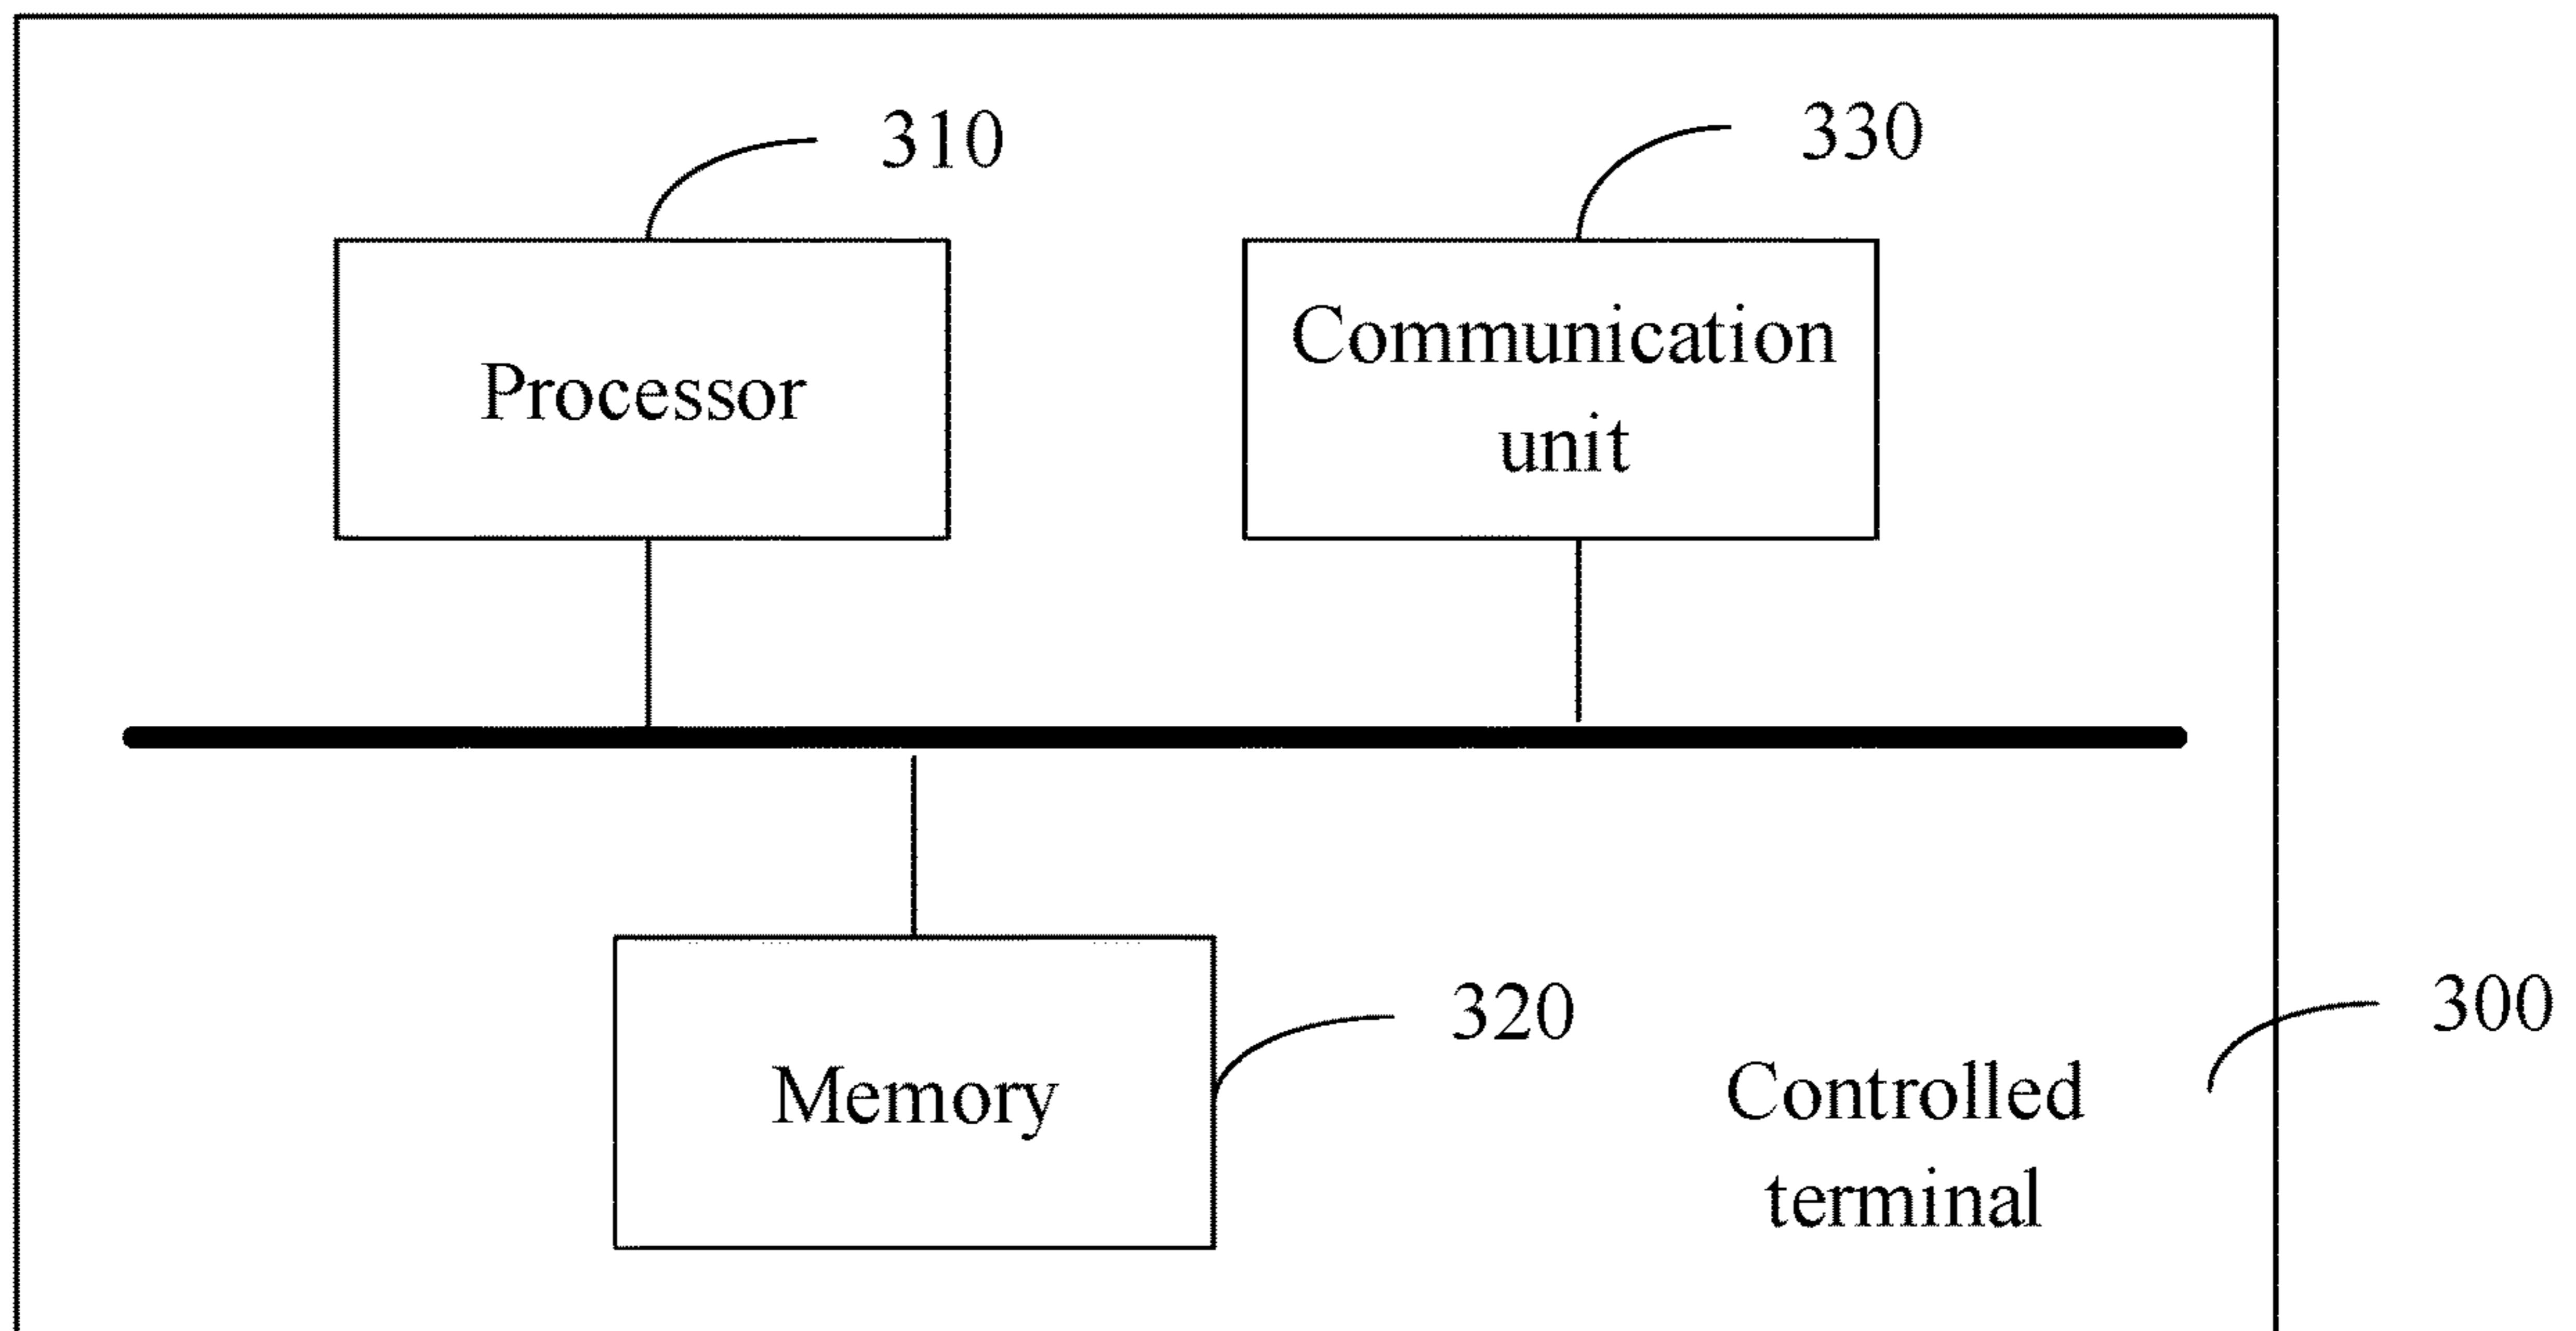 310
330
Processor
Communication
unit
320
300
Memory
Controlled
terminal